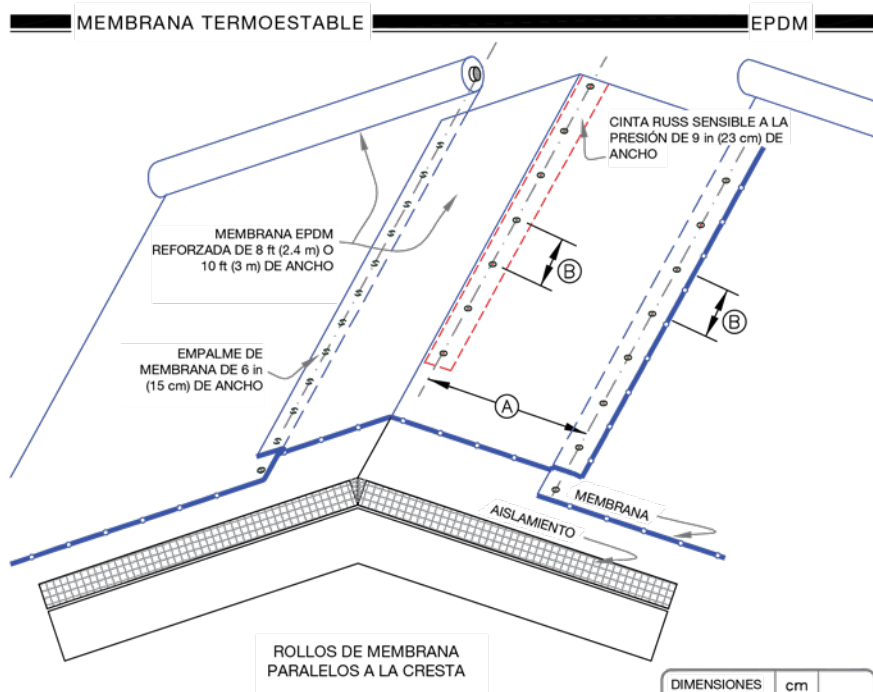 MEMBRANA TERMOESTABLE
EPDM
CINTA RUSS SENSIBLE A LA
PRESIÓN DE 9 in (23 cm) DE
ANCHO
MEMBRANA EPDM
REFORZADA DE 8 ft (2.4 m) O
10 ft (3 m) DE ANCHO
B
B
EMPALME DE
MEMBRANA DE 6 in
(15 cm) DE ANCHO
A
MEMBRANA
AISLAMIENTO
ROLLOS DE MEMBRANA
PARALELOS A LA CRESTA
DIMENSIONES cm